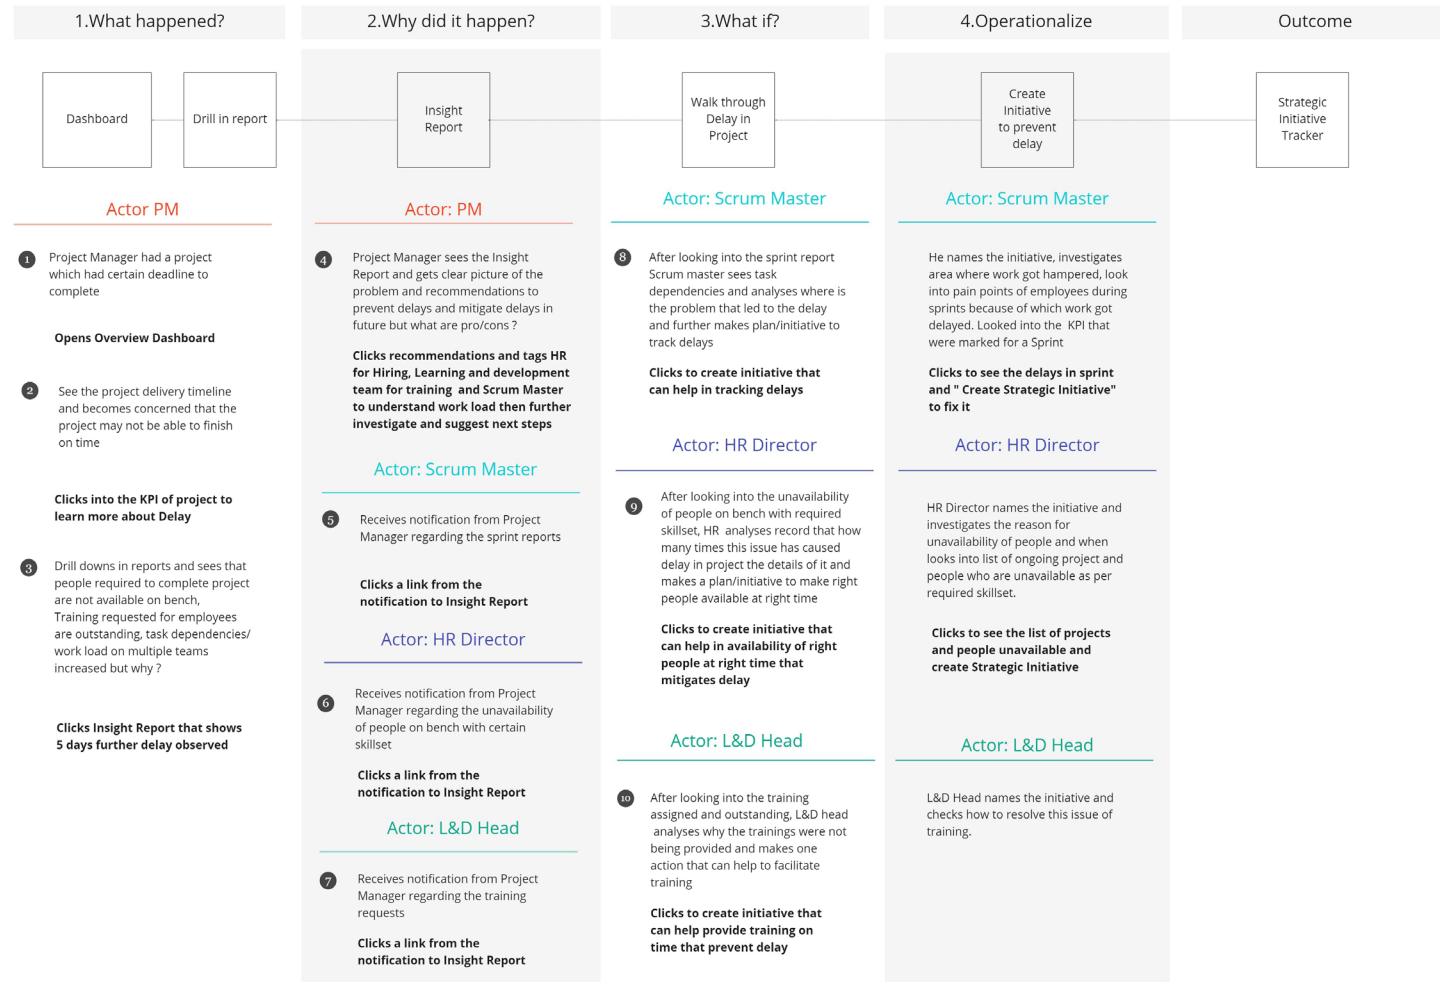 1.What happened?
2.Why did it happen?
3.What if?
4.Operationalize
Outcome
Dashboard
Drill in report
Insight
Report
Walk through
Delay in
Project
Create
Initiative
to prevent
delay
Strategic
Initiative
Tracker
Actor PM
1
Project Manager had a project
which had certain deadline to
complete
Opens Overview Dashboard
2
See the project delivery timeline
and becomes concerned that the
project may not be able to finish
on time
Clicks into the KPI of project to
learn more about Delay
3
Drill downs in reports and sees that
people required to complete project
are not available on bench,
Training requested for employees
are outstanding, task dependencies/
work load on multiple teams
increased but why ?
Clicks Insight Report that shows
5 days further delay observed
Actor: PM
4
Project Manager sees the Insight
Report and gets clear picture of the
problem and recommendations to
prevent delays and mitigate delays in
future but what are pro/cons ?
Clicks recommendations and tags HR
for Hiring, Learning and development
team for training and Scrum Master
to understand work load then further
investigate and suggest next steps
Actor: Scrum Master
5
Receives notification from Project
Manager regarding the sprint reports
Clicks a link from the
notification to Insight Report
Actor: HR Director
6
Receives notification from Project
Manager regarding the unavailability
of people on bench with certain
skillset
Clicks a link from the
notification to Insight Report
Actor: L&D Head
7
Receives notification from Project
Manager regarding the training
requests
Clicks a link from the
notification to Insight Report
Actor: Scrum Master
8
After looking into the sprint report
Scrum master sees task
dependencies and analyses where is
the problem that led to the delay
and further makes plan/initiative to
track delays
Clicks to create initiative that
can help in tracking delays
Actor: HR Director
9
After looking into the unavailability
of people on bench with required
skillset, HR analyses record that how
many times this issue has caused
delay in project the details of it and
makes a plan/initiative to make right
people available at right time
Clicks to create initiative that
can help in availability of right
people at right time that
mitigates delay
Actor: L&D Head
10
After looking into the training
assigned and outstanding, L&D head
analyses why the trainings were not
being provided and makes one
action that can help to facilitate
training
Clicks to create initiative that
can help provide training on
time that prevent delay
Actor: Scrum Master
He names the initiative, investigates
area where work got hampered, look
into pain points of employees during
sprints because of which work got
delayed. Looked into the KPI that
were marked for a Sprint
Clicks to see the delays in sprint
and " Create Strategic Initiative"
to fix it
Actor: HR Director
HR Director names the initiative and
investigates the reason for
unavailability of people and when
looks into list of ongoing project and
people who are unavailable as per
required skillset.
Clicks to see the list of projects
and people unavailable and
create Strategic Initiative
Actor: L&D Head
L&D Head names the initiative and
checks how to resolve this issue of
training.